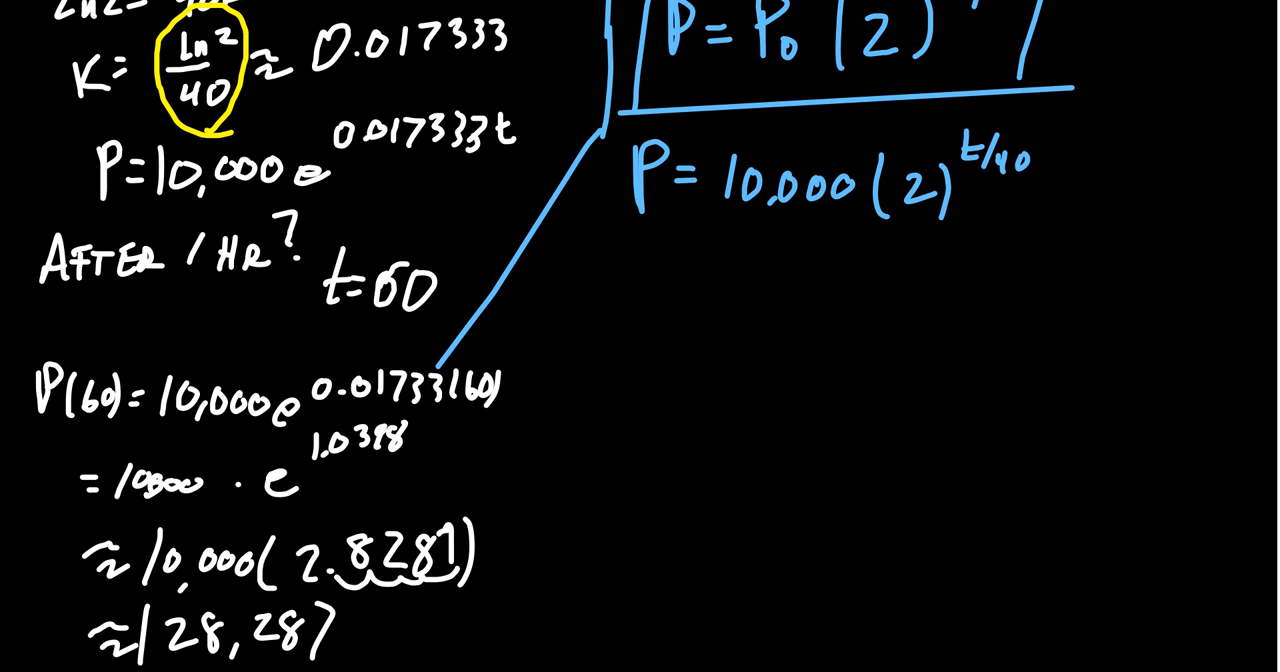 K= Ln2/40 ≈ 0.017333
P=10,000 e^0.017333t
AFTER 1 HR?
t=60
P(60)=10,000e^0.01733(60)
=10000 · e^1.0398
≈10,000(2.8281)
≈ 28,281
P= P0 (2)
P= 10,000 (2)^t/40